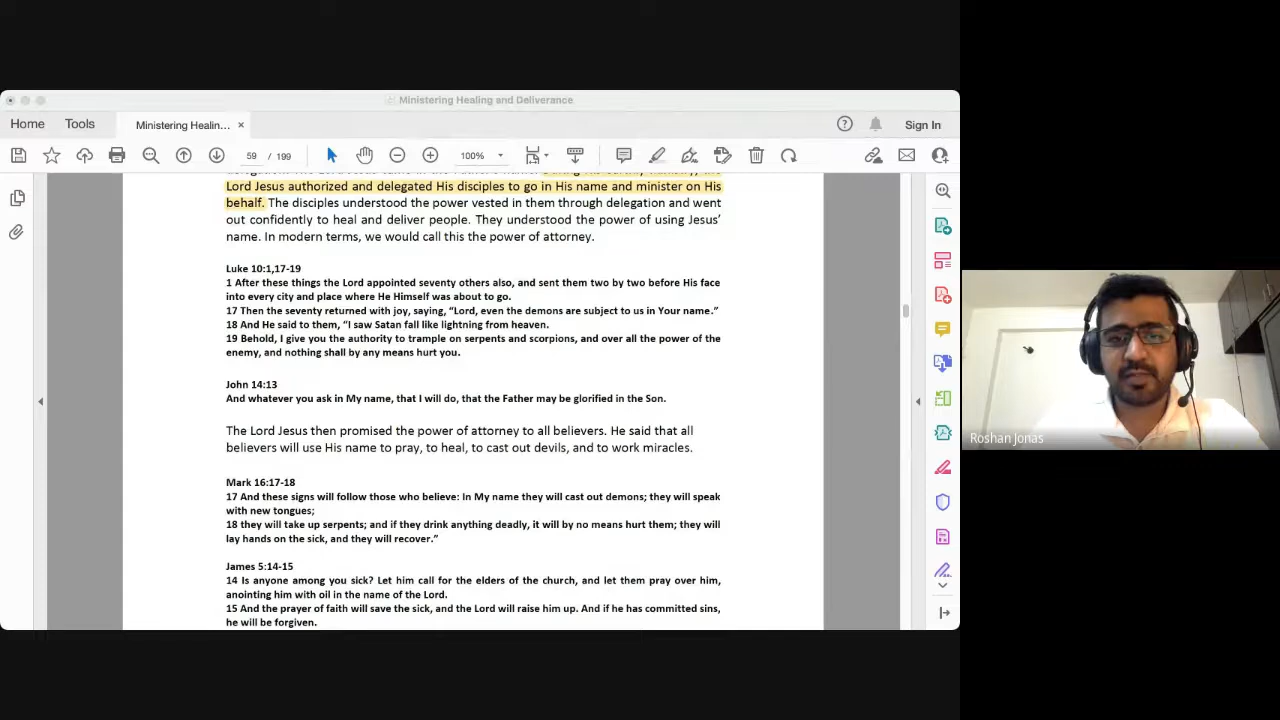 Ministering Healing and Deliverance
Home Tools Ministering Healin... × Sign In
59 / 199 100%
Lord Jesus authorized and delegated His disciples to go in His name and minister on His
behalf. The disciples understood the power vested in them through delegation and went
out confidently to heal and deliver people. They understood the power of using Jesus’
name. In modern terms, we would call this the power of attorney.
Luke 10:1,17-19
1 After these things the Lord appointed seventy others also, and sent them two by two before His face
into every city and place where He Himself was about to go.
17 Then the seventy returned with joy, saying, “Lord, even the demons are subject to us in Your name.”
18 And He said to them, “I saw Satan fall like lightning from heaven.
19 Behold, I give you the authority to trample on serpents and scorpions, and over all the power of the
enemy, and nothing shall by any means hurt you.
John 14:13
And whatever you ask in My name, that I will do, that the Father may be glorified in the Son.
The Lord Jesus then promised the power of attorney to all believers. He said that all
believers will use His name to pray, to heal, to cast out devils, and to work miracles.
Mark 16:17-18
17 And these signs will follow those who believe: In My name they will cast out demons; they will speak
with new tongues;
18 they will take up serpents; and if they drink anything deadly, it will by no means hurt them; they will
lay hands on the sick, and they will recover.”
James 5:14-15
14 Is anyone among you sick? Let him call for the elders of the church, and let them pray over him,
anointing him with oil in the name of the Lord.
15 And the prayer of faith will save the sick, and the Lord will raise him up. And if he has committed sins,
he will be forgiven.
Roshan Jonas